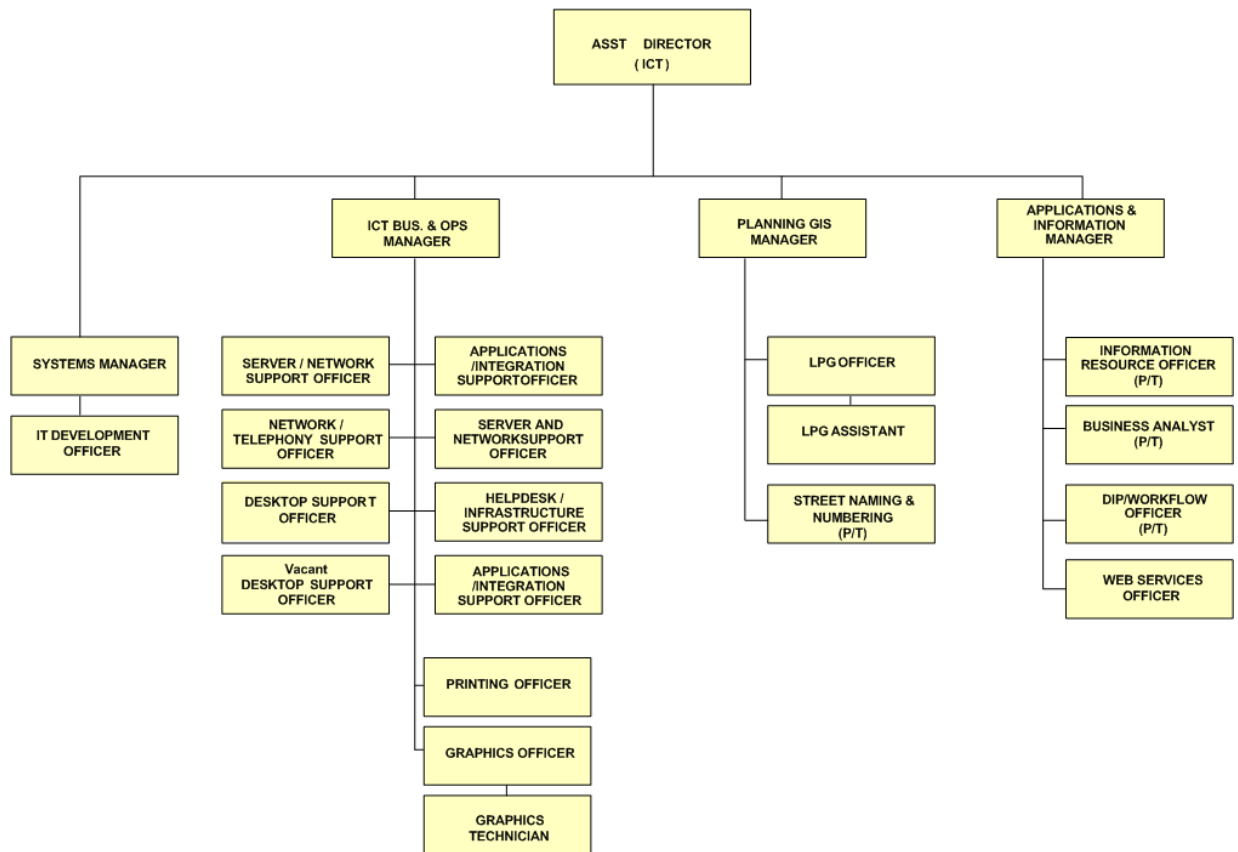 ASST DIRECTOR
( ICT )
ICT BUS. & OPS
MANAGER
PLANNING GIS
MANAGER
APPLICATIONS &
INFORMATION
MANAGER
SYSTEMS MANAGER
IT DEVELOPMENT
OFFICER
SERVER / NETWORK
SUPPORT OFFICER
APPLICATIONS
/INTEGRATION
SUPPORTOFFICER
NETWORK /
TELEPHONY SUPPORT
OFFICER
SERVER AND
NETWORKSUPPORT
OFFICER
DESKTOP SUPPORT
OFFICER
HELPDESK /
INFRASTRUCTURE
SUPPORT OFFICER
Vacant
DESKTOP SUPPORT
OFFICER
APPLICATIONS
/INTEGRATION
SUPPORT OFFICER
PRINTING OFFICER
GRAPHICS OFFICER
GRAPHICS
TECHNICIAN
LPG OFFICER
LPG ASSISTANT
STREET NAMING &
NUMBERING
(P/T)
INFORMATION
RESOURCE OFFICER
(P/T)
BUSINESS ANALYST
(P/T)
DIP/WORKFLOW
OFFICER
(P/T)
WEB SERVICES
OFFICER